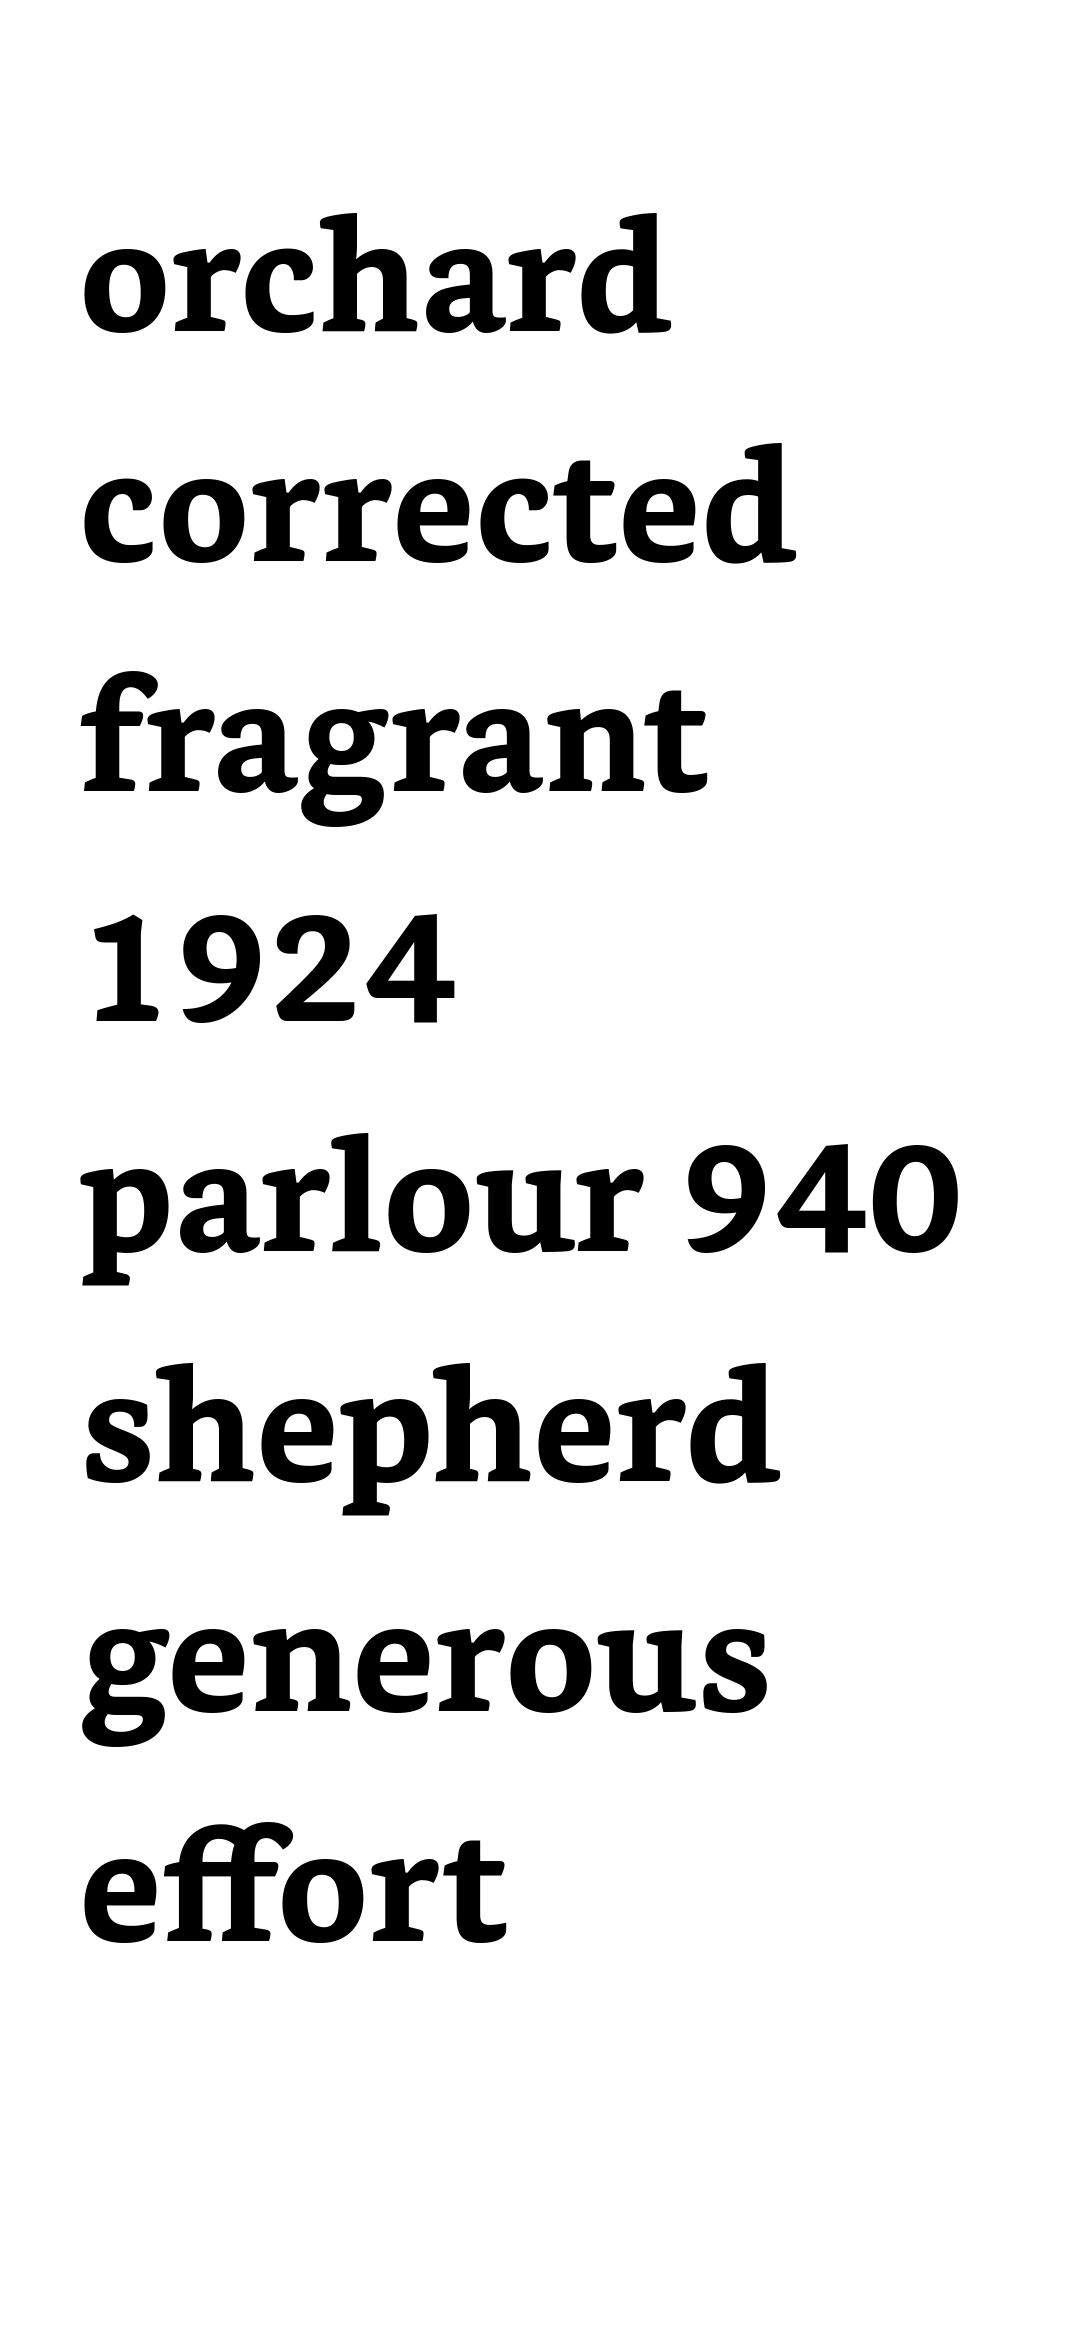 orchard
corrected
fragrant
1924
parlour 940
shepherd
generous
effort